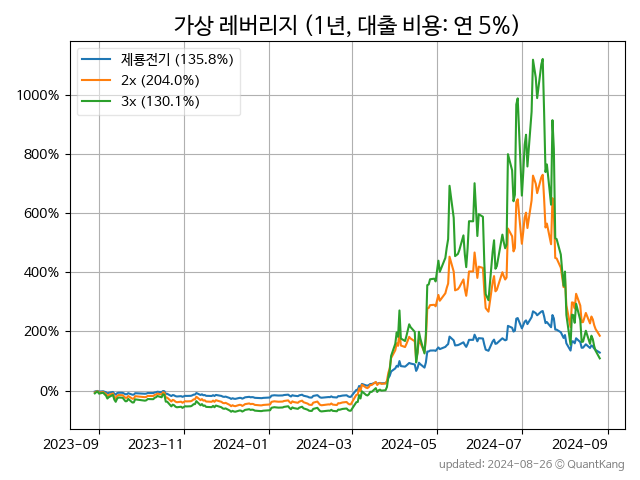 가상 레버리지 (1년, 대출 비용: 연 5%)
제룡전기 (135.8%)
2x (204.0%)
3x (130.1%)
1000%
800%
600%
400%
200%
0%
2023-09 2023-11 2024-01 2024-03 2024-05 2024-07 2024-09
updated: 2024-08-26 © QuantKang